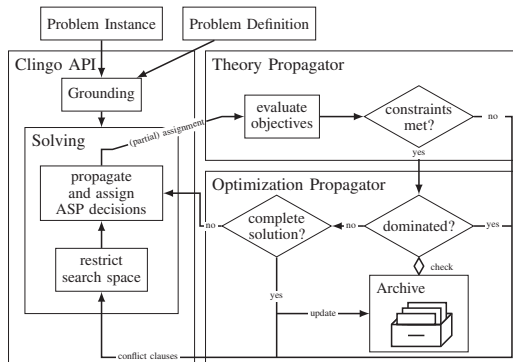 Problem Instance
Problem Definition
Clingo API
Grounding
Solving
(partial) assignment
propagate
and assign
ASP decisions
restrict
search space
Theory Propagator
evaluate
objectives
constraints
met?
no
yes
Optimization Propagator
complete
solution?
no
no
dominated?
yes
check
yes
update
Archive
conflict clauses